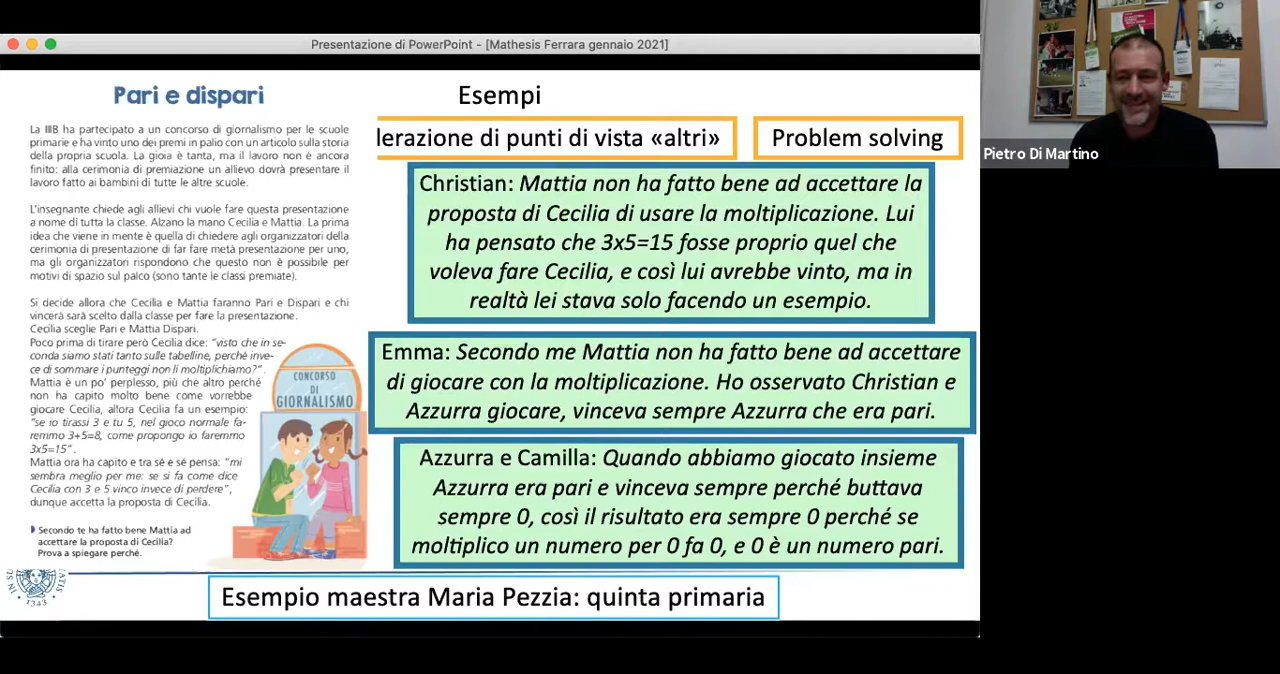 Presentazione di PowerPoint - [Mathesis Ferrara gennaio 2021]
Pari e dispari
La IIIB ha partecipato a un concorso di giornalismo per le scuole
primarie e ha vinto uno dei premi in palio con un articolo sulla storia
della propria scuola. La gioia è tanta, ma il lavoro non è ancora
finito: alla cerimonia di premiazione un allievo dovrà presentare il
lavoro fatto ai bambini di tutte le altre scuole.
L'insegnante chiede agli allievi chi vuole fare questa presentazione
a nome di tutta la classe. Alzano la mano Cecilia e Mattia. La prima
idea che viene in mente è quella di chiedere agli organizzatori della
cerimonia di presentazione di far fare metà presentazione per uno,
ma gli organizzatori rispondono che questo non è possibile per
motivi di spazio sul palco (sono tante le classi premiate).
Si decide allora che Cecilia e Mattia faranno Pari e Dispari e chi
vincerà sarà scelto dalla classe per fare la presentazione.
Cecilia sceglie Pari e Mattia Dispari.
Poco prima di tirare però Cecilia dice: "visto che in se-
conda siamo stati tanto sulle tabelline, perché inve-
ce di sommare i punteggi non li moltiplichiamo?".
Mattia è un po' perplesso, più che altro perché
non ha capito molto bene come vorrebbe
giocare Cecilia, allora Cecilia fa un esempio:
"se io tirassi 3 e tu 5, nel gioco normale fa-
remmo 3+5=8, come propongo io faremmo
3x5=15".
Mattia ora ha capito e tra sé e sé pensa: "mi
sembra meglio per me: se si fa come dice
Cecilia con 3 e 5 vinco invece di perdere",
dunque accetta la proposta di Cecilia.
Secondo te ha fatto bene Mattia ad
accettare la proposta di Cecilia?
Prova a spiegare perché.
CONCORSO
DI
GIORNALISMO
Esempi
lerazione di punti di vista «altri»
Problem solving
Christian: Mattia non ha fatto bene ad accettare la
proposta di Cecilia di usare la moltiplicazione. Lui
ha pensato che 3x5=15 fosse proprio quel che
voleva fare Cecilia, e così lui avrebbe vinto, ma in
realtà lei stava solo facendo un esempio.
Emma: Secondo me Mattia non ha fatto bene ad accettare
di giocare con la moltiplicazione. Ho osservato Christian e
Azzurra giocare, vinceva sempre Azzurra che era pari.
Azzurra e Camilla: Quando abbiamo giocato insieme
Azzurra era pari e vinceva sempre perché buttava
sempre 0, così il risultato era sempre 0 perché se
moltiplico un numero per 0 fa 0, e 0 è un numero pari.
1343
Esempio maestra Maria Pezzia: quinta primaria
Pietro Di Martino